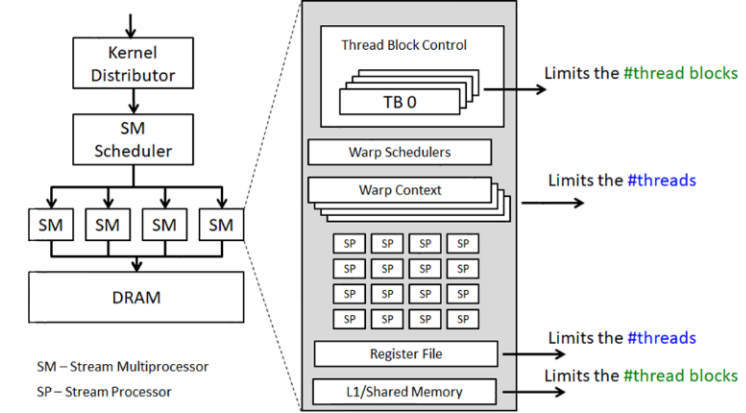 Kernel
Distributor
SM
Scheduler
SM SM SM SM
DRAM
SM – Stream Multiprocessor
SP – Stream Processor
Thread Block Control
TB 0
Warp Schedulers
Warp Context
SP SP SP SP
SP SP SP SP
SP SP SP SP
SP SP SP SP
Register File
L1/Shared Memory
Limits the #thread blocks
Limits the #threads
Limits the #threads
Limits the #thread blocks